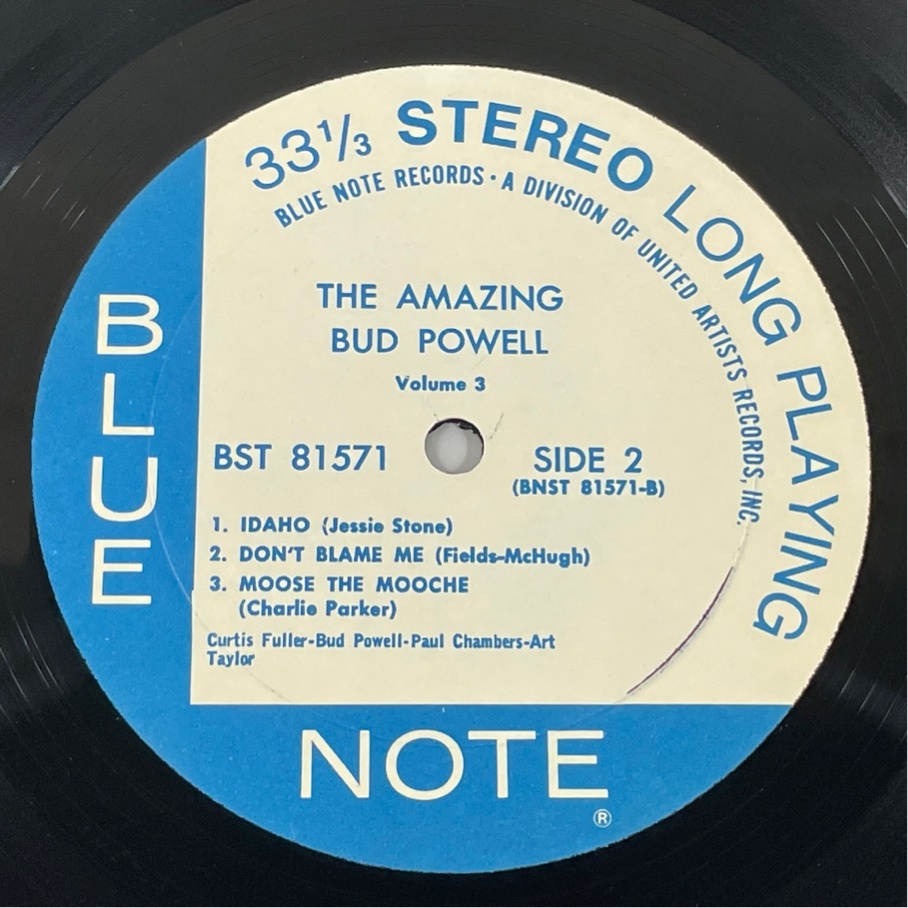 33⅓ STEREO LONG PLAYING
BLUE NOTE RECORDS · A DIVISION OF UNITED ARTISTS RECORDS, INC.
THE AMAZING
BUD POWELL
Volume 3
BST 81571
SIDE 2
(BNST 81571-B)
1. IDAHO (Jessie Stone)
2. DON'T BLAME ME (Fields-McHugh)
3. MOOSE THE MOOCHE
(Charlie Parker)
Curtis Fuller-Bud Powell-Paul Chambers-Art
Taylor
BLUE
NOTE
®